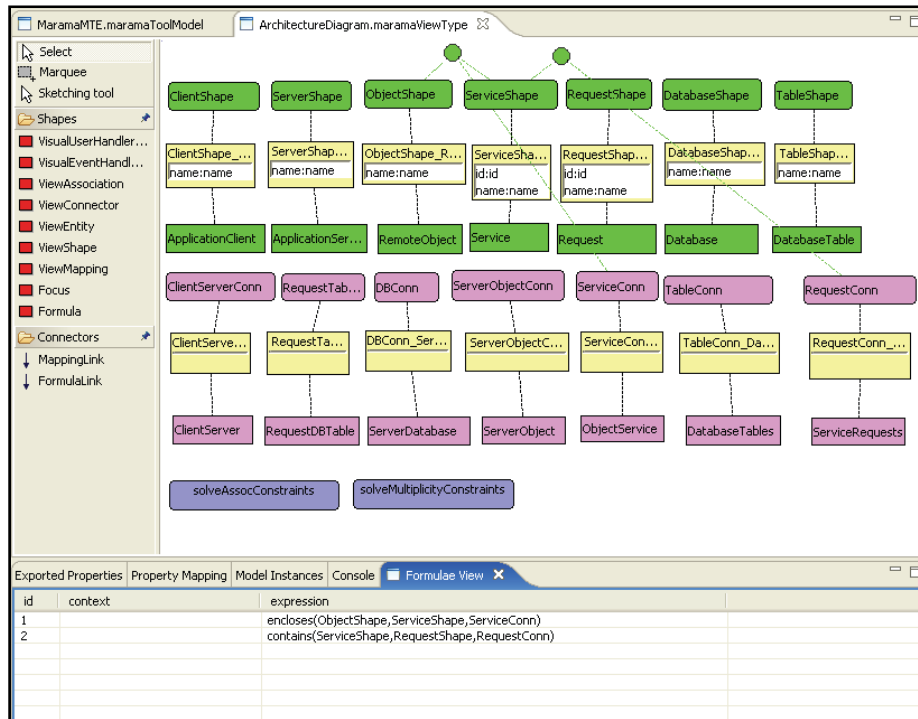 MaramaMTE.maramaToolModel
ArchitectureDiagram.maramaViewType
Select
Marquee
Sketching tool
Shapes
VisualUserHandler...
VisualEventHandl...
ViewAssociation
ViewConnector
ViewEntity
ViewShape
ViewMapping
Focus
Formula
Connectors
MappingLink
FormulaLink
ClientShape
ServerShape
ObjectShape
ServiceShape
RequestShape
DatabaseShape
TableShape
ClientShape_...
name:name
ServerShap...
name:name
ObjectShape_R...
name:name
ServiceSha...
id:id
name:name
RequestShap...
id:id
name:name
DatabaseShap...
name:name
TableShap...
name:name
ApplicationClient
ApplicationSer...
RemoteObject
Service
Request
Database
DatabaseTable
ClientServerConn
RequestTab...
DBConn
ServerObjectConn
ServiceConn
TableConn
RequestConn
ClientServe...
RequestTa...
DBConn_Ser...
ServerObjectC...
ServiceCon...
TableConn_Da...
RequestConn_...
ClientServer
RequestDBTable
ServerDatabase
ServerObject
ObjectService
DatabaseTables
ServiceRequests
solveAssocConstraints
solveMultiplicityConstraints
Exported Properties
Property Mapping
Model Instances
Console
Formulae View
id context expression
1 encloses(ObjectShape,ServiceShape,ServiceConn)
2 contains(ServiceShape,RequestShape,RequestConn)